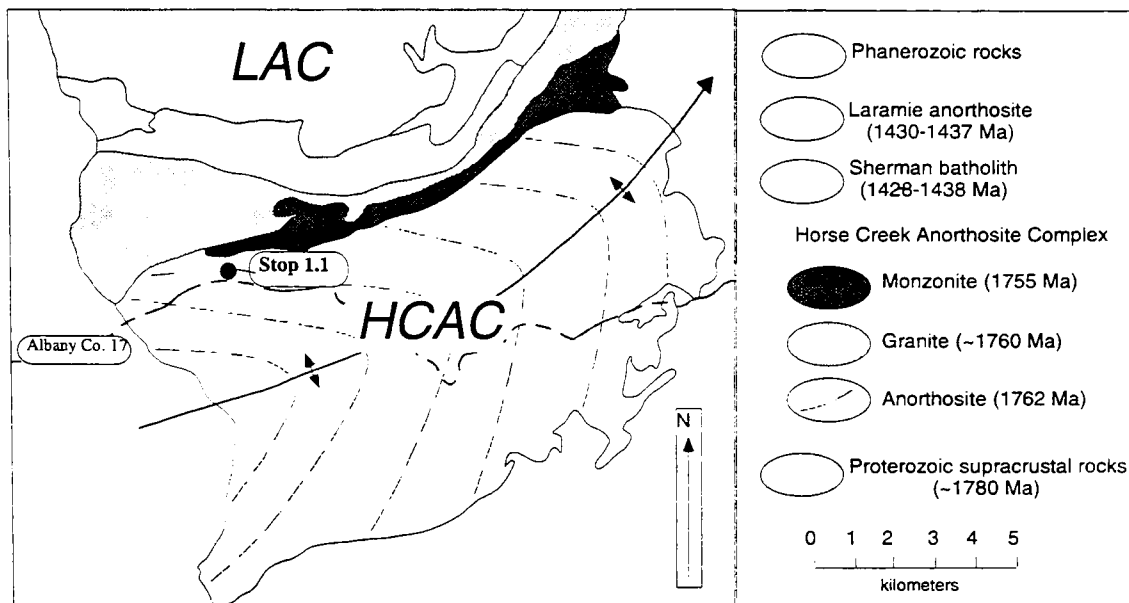 LAC
Stop 1.1
HCAC
Albany Co. 17
N
Phanerozoic rocks
Laramie anorthosite
(1430-1437 Ma)
Sherman batholith
(1428-1438 Ma)
Horse Creek Anorthosite Complex
Monzonite (1755 Ma)
Granite (~1760 Ma)
Anorthosite (1762 Ma)
Proterozoic supracrustal rocks
(~1780 Ma)
0 1 2 3 4 5
kilometers